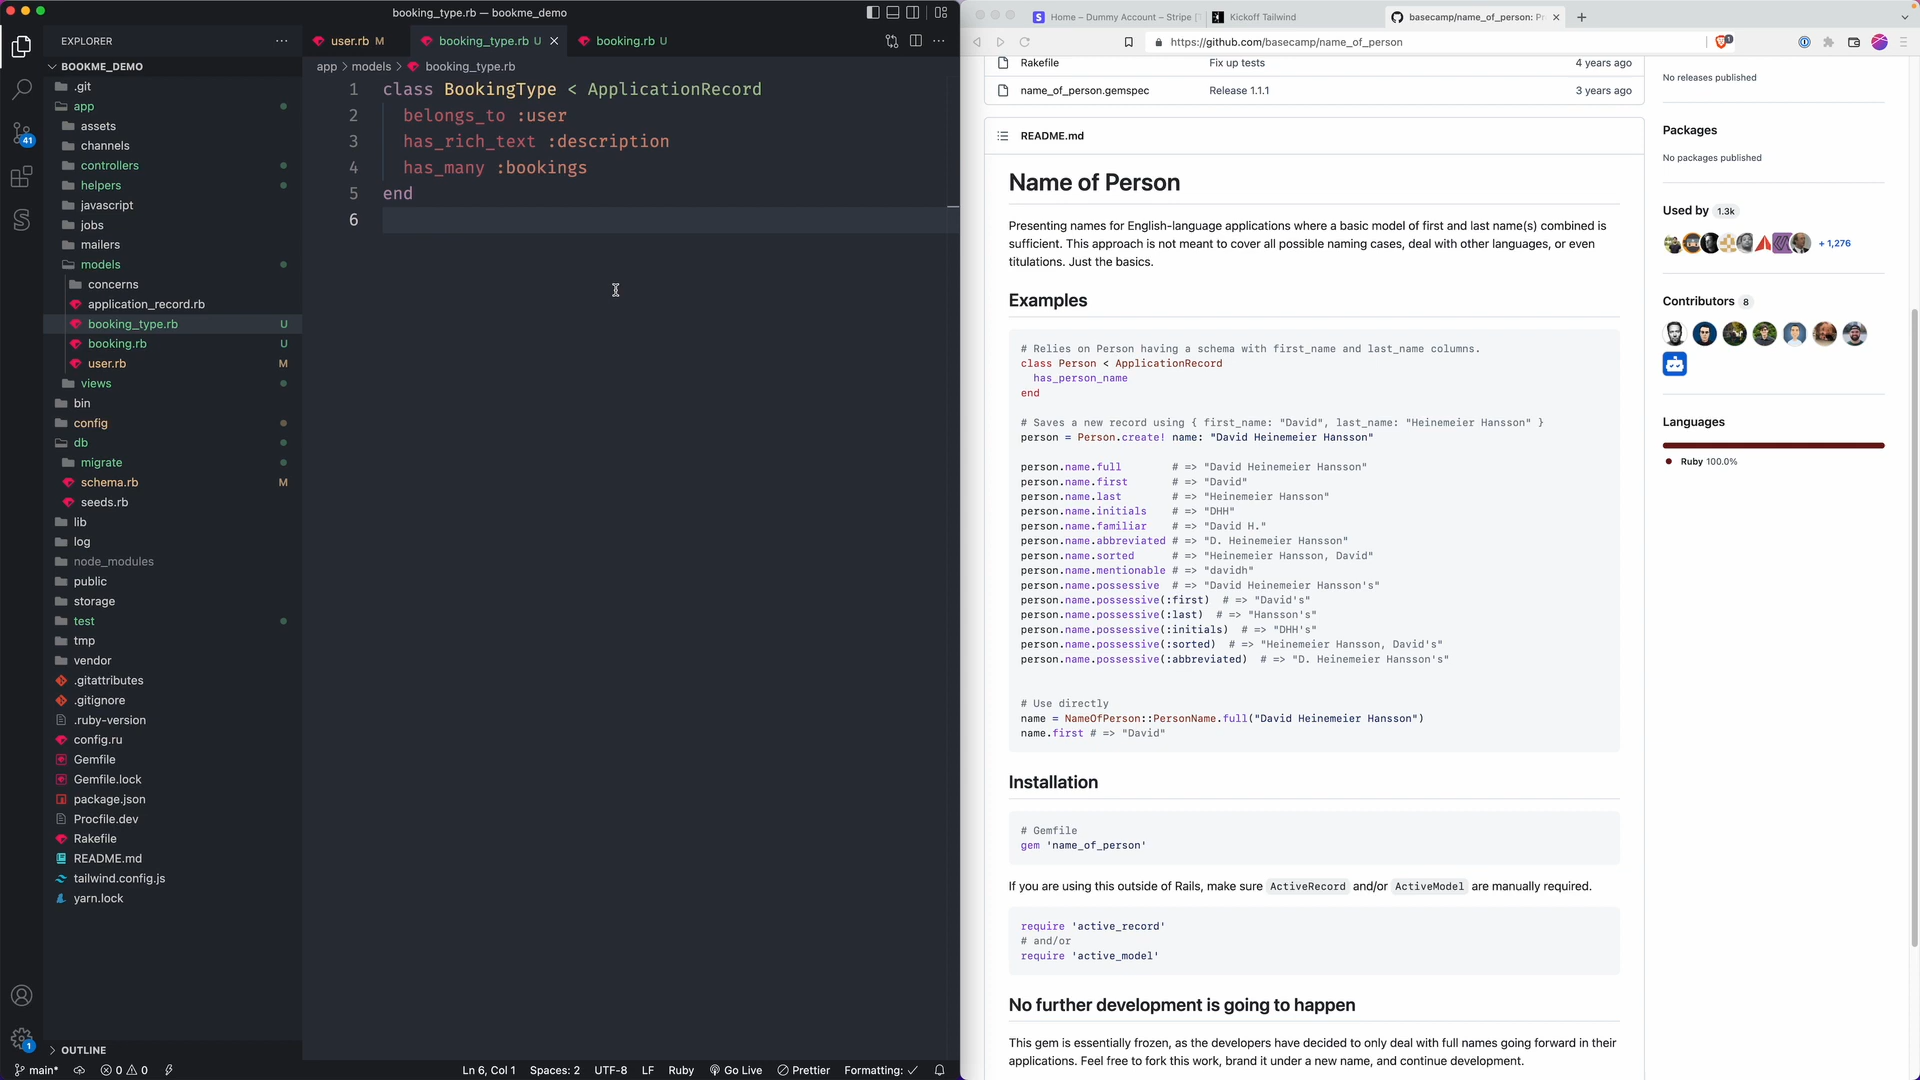 booking_type.rb — bookme_demo
EXPLORER
BOOKME_DEMO
.git
app
assets
channels
controllers
helpers
javascript
jobs
mailers
models
concerns
application_record.rb
booking_type.rb U
booking.rb U
user.rb M
views
bin
config
db
migrate
schema.rb M
seeds.rb
lib
log
node_modules
public
storage
test
tmp
vendor
.gitattributes
.gitignore
.ruby-version
config.ru
Gemfile
Gemfile.lock
package.json
Procfile.dev
Rakefile
README.md
tailwind.config.js
yarn.lock
OUTLINE
41
1
user.rb M
booking_type.rb U
booking.rb U
app > models > booking_type.rb
1 class BookingType < ApplicationRecord
2 belongs_to :user
3 has_rich_text :description
4 has_many :bookings
5 end
6
main* 0 0 Ln 6, Col 1 Spaces: 2 UTF-8 LF Ruby Go Live Prettier Formatting:
Home – Dummy Account – Stripe [
Kickoff Tailwind
basecamp/name_of_person: P
https://github.com/basecamp/name_of_person
1
Rakefile Fix up tests 4 years ago
name_of_person.gemspec Release 1.1.1 3 years ago
README.md
Name of Person
Presenting names for English-language applications where a basic model of first and last name(s) combined is
sufficient. This approach is not meant to cover all possible naming cases, deal with other languages, or even
titulations. Just the basics.
Examples
# Relies on Person having a schema with first_name and last_name columns.
class Person < ApplicationRecord
has_person_name
end
# Saves a new record using { first_name: "David", last_name: "Heinemeier Hansson" }
person = Person.create! name: "David Heinemeier Hansson"
person.name.full # => "David Heinemeier Hansson"
person.name.first # => "David"
person.name.last # => "Heinemeier Hansson"
person.name.initials # => "DHH"
person.name.familiar # => "David H."
person.name.abbreviated # => "D. Heinemeier Hansson"
person.name.sorted # => "Heinemeier Hansson, David"
person.name.mentionable # => "davidh"
person.name.possessive # => "David Heinemeier Hansson's"
person.name.possessive(:first) # => "David's"
person.name.possessive(:last) # => "Hansson's"
person.name.possessive(:initials) # => "DHH's"
person.name.possessive(:sorted) # => "Heinemeier Hansson, David's"
person.name.possessive(:abbreviated) # => "D. Heinemeier Hansson's"
# Use directly
name = NameOfPerson::PersonName.full("David Heinemeier Hansson")
name.first # => "David"
Installation
# Gemfile
gem 'name_of_person'
If you are using this outside of Rails, make sure ActiveRecord and/or ActiveModel are manually required.
require 'active_record'
# and/or
require 'active_model'
No further development is going to happen
This gem is essentially frozen, as the developers have decided to only deal with full names going forward in their
applications. Feel free to fork this work, brand it under a new name, and continue development.
No releases published
Packages
No packages published
Used by 1.3k
+ 1,276
Contributors 8
Languages
Ruby 100.0%